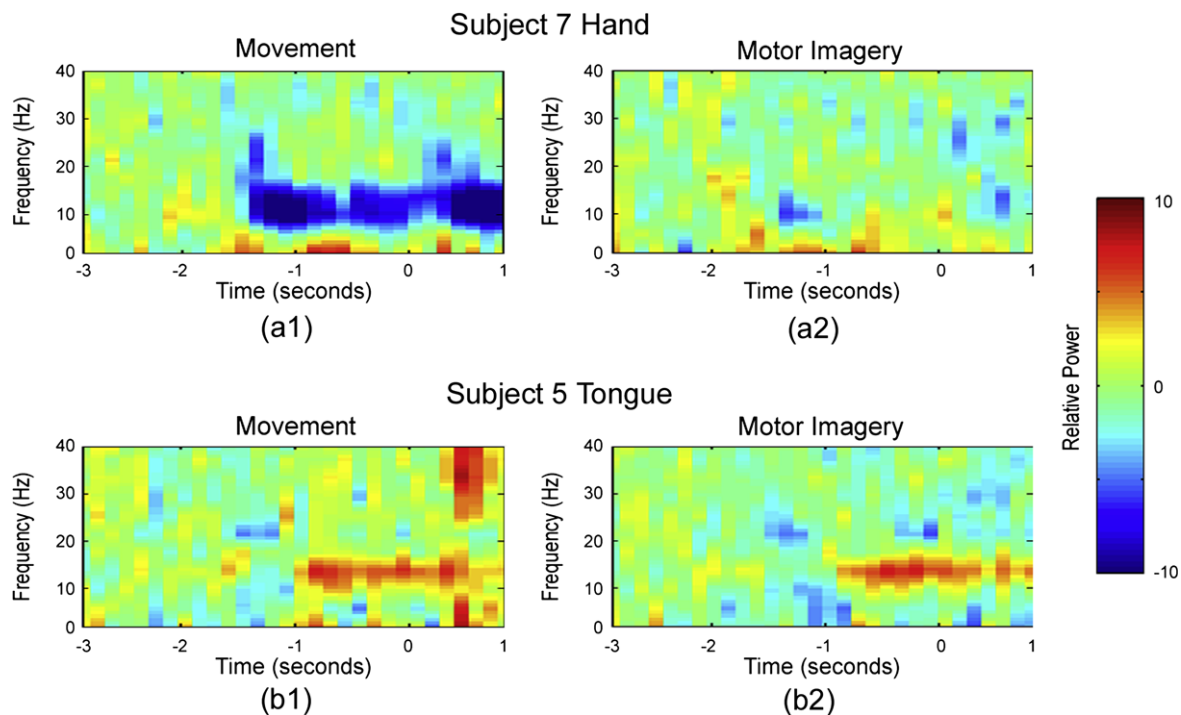 Subject 7 Hand
Movement
Motor Imagery
40
30
20
10
0
Frequency (Hz)
-3
-2
-1
0
1
Time (seconds)
(a1)
40
30
20
10
0
Frequency (Hz)
-3
-2
-1
0
1
Time (seconds)
(a2)
Subject 5 Tongue
Movement
Motor Imagery
40
30
20
10
0
Frequency (Hz)
-3
-2
-1
0
1
Time (seconds)
(b1)
40
30
20
10
0
Frequency (Hz)
-3
-2
-1
0
1
Time (seconds)
(b2)
10
0
-10
Relative Power